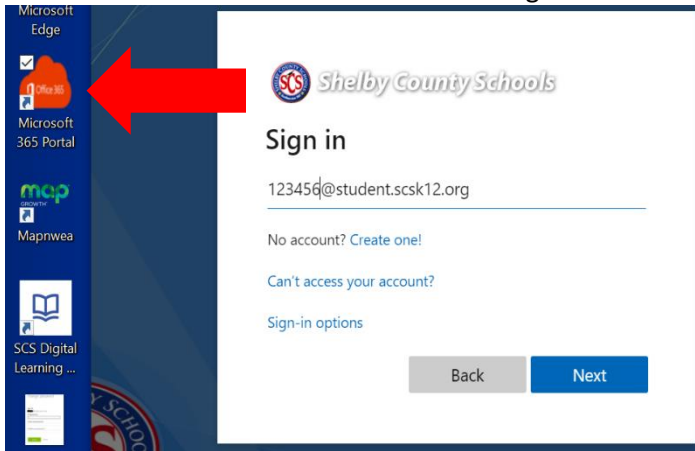 Microsoft
Edge
Office 365
Microsoft
365 Portal
map
GROWTH
Mapnwea
SCS Digital
Learning ...
SCS
Shelby County Schools
Sign in
123456@student.scsk12.org
No account? Create one!
Can't access your account?
Sign-in options
Back
Next